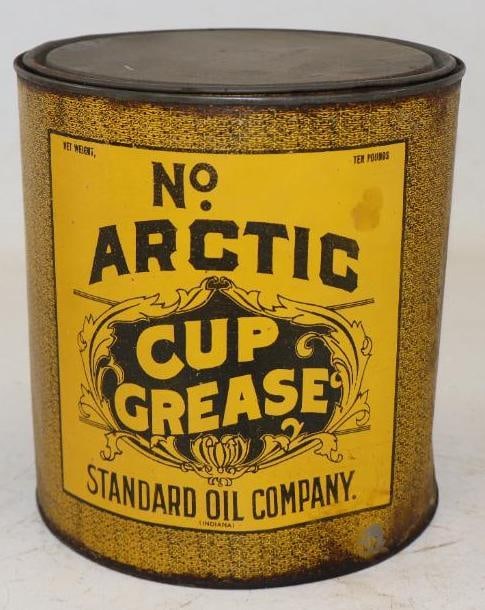 NET WEIGHT, TEN POUNDS
Nº.
ARCTIC
CUP
GREASE
STANDARD OIL COMPANY.
(INDIANA)